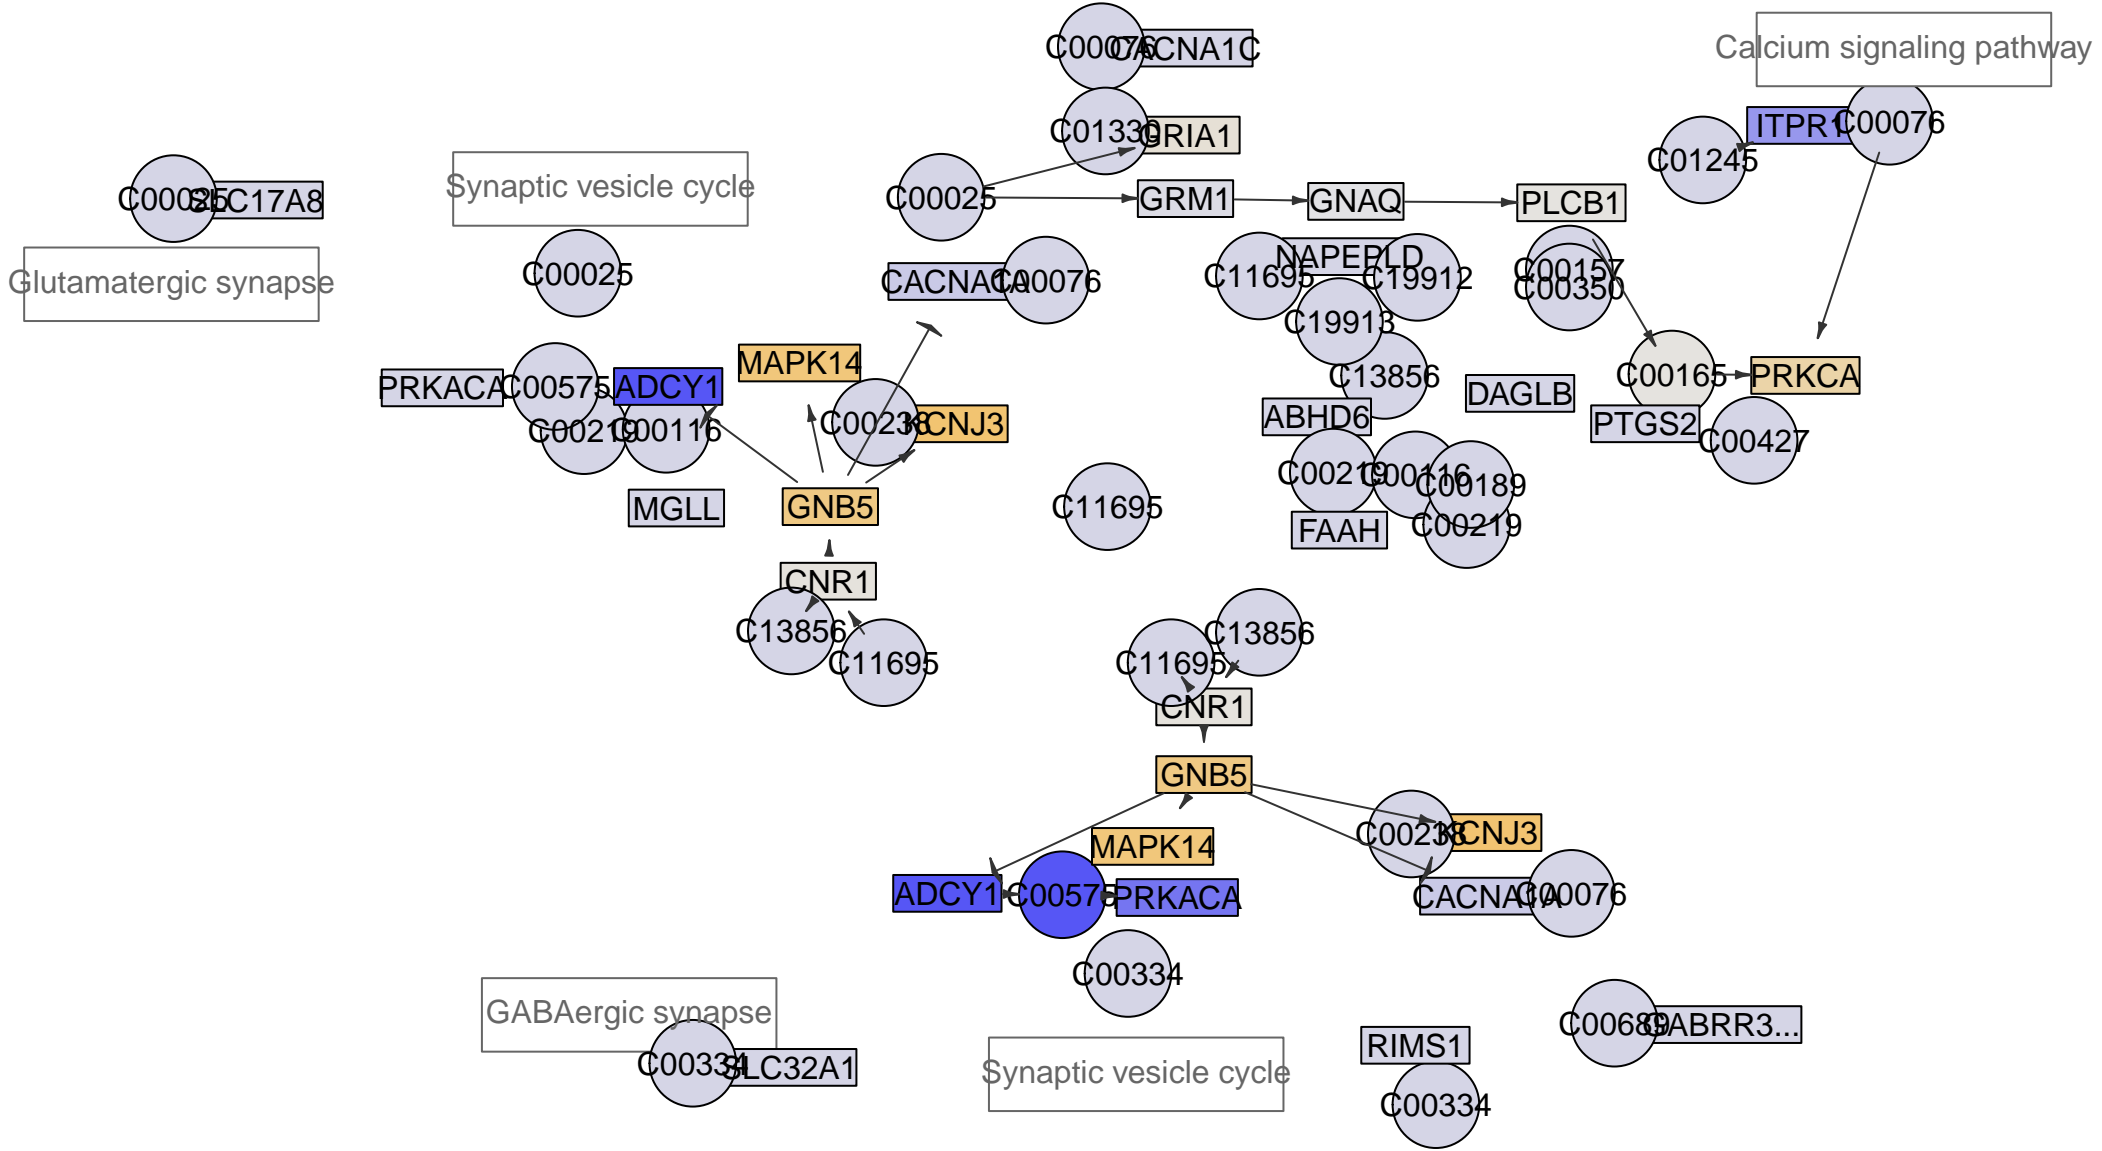 C00076
CACNA1C
Calcium signaling pathway
C01330
GRIA1
ITPR1
C00076
C01245
Synaptic vesicle cycle
C00025
SLC17A8
C00025
GRM1
GNAQ
PLCB1
Glutamatergic synapse
C00025
CACNA1A
C00076
C11695
NAPEPLD
C19912
C00157
C00350
C19913
PRKACA
C00575
ADCY1
MAPK14
C13856
DAGLB
C00165
PRKCA
C00219
C00116
C00238
KCNJ3
ABHD6
PTGS2
C00427
MGLL
GNB5
C11695
C00219
C00116
C00189
C00219
FAAH
CNR1
C13856
C11695
C11695
C13856
CNR1
GNB5
MAPK14
C00238
KCNJ3
ADCY1
C00575
PRKACA
CACNA1A
C00076
C00334
GABAergic synapse
C00334
SLC32A1
Synaptic vesicle cycle
RIMS1
C00334
C00689
GABRR3...